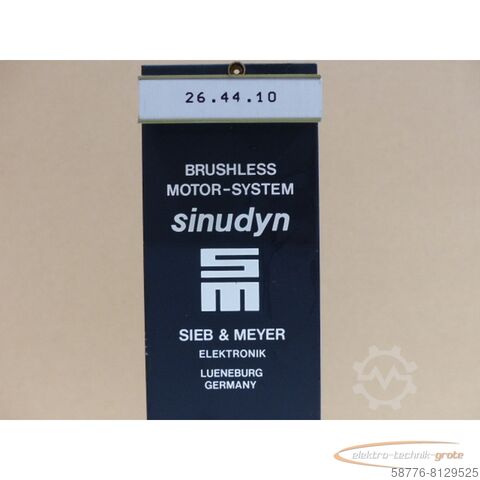 26.44.10
BRUSHLESS
MOTOR-SYSTEM
sinudyn
SM
SIEB & MEYER
ELEKTRONIK
LUENEBURG
GERMANY
elektro-technik-grote
58776-8129525